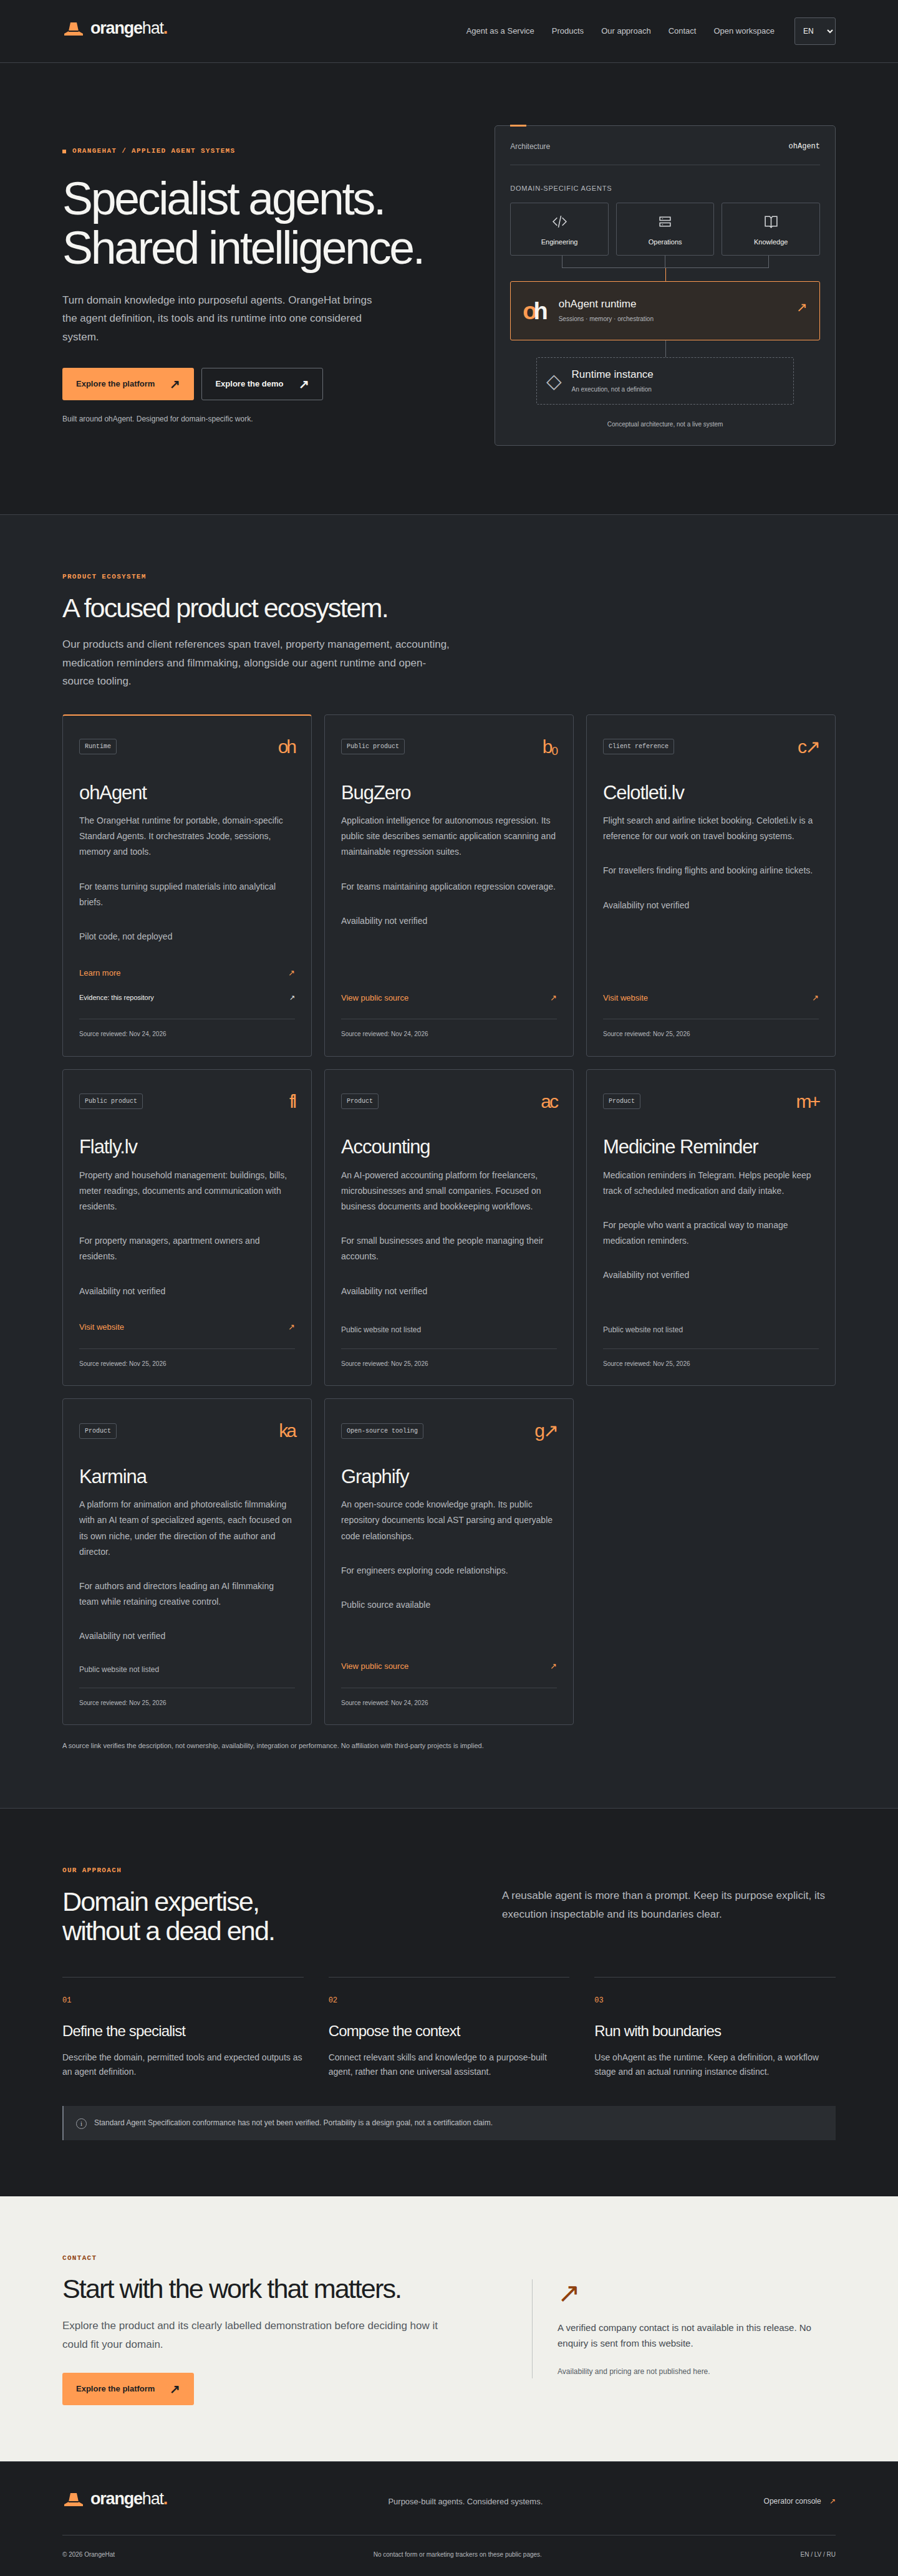 orangehat.
Agent as a Service
Products
Our approach
Contact
Open workspace
EN
ORANGEHAT / APPLIED AGENT SYSTEMS
Specialist agents.
Shared intelligence.
Turn domain knowledge into purposeful agents. OrangeHat brings
the agent definition, its tools and its runtime into one considered
system.
Explore the platform ↗
Explore the demo ↗
Built around ohAgent. Designed for domain-specific work.
Architecture
ohAgent
DOMAIN-SPECIFIC AGENTS
Engineering
Operations
Knowledge
oh
ohAgent runtime
Sessions · memory · orchestration
↗
Runtime instance
An execution, not a definition
Conceptual architecture, not a live system
PRODUCT ECOSYSTEM
A focused product ecosystem.
Our products and client references span travel, property management, accounting,
medication reminders and filmmaking, alongside our agent runtime and open-
source tooling.
Runtime
oh
ohAgent
The OrangeHat runtime for portable, domain-specific
Standard Agents. It orchestrates Jcode, sessions,
memory and tools.
For teams turning supplied materials into analytical
briefs.
Pilot code, not deployed
Learn more ↗
Evidence: this repository ↗
Source reviewed: Nov 24, 2026
Public product
b₀
BugZero
Application intelligence for autonomous regression. Its
public site describes semantic application scanning and
maintainable regression suites.
For teams maintaining application regression coverage.
Availability not verified
View public source ↗
Source reviewed: Nov 24, 2026
Client reference
c↗
Celotleti.lv
Flight search and airline ticket booking. Celotleti.lv is a
reference for our work on travel booking systems.
For travellers finding flights and booking airline tickets.
Availability not verified
Visit website ↗
Source reviewed: Nov 25, 2026
Public product
fl
Flatly.lv
Property and household management: buildings, bills,
meter readings, documents and communication with
residents.
For property managers, apartment owners and
residents.
Availability not verified
Visit website ↗
Source reviewed: Nov 25, 2026
Product
ac
Accounting
An AI-powered accounting platform for freelancers,
microbusinesses and small companies. Focused on
business documents and bookkeeping workflows.
For small businesses and the people managing their
accounts.
Availability not verified
Public website not listed
Source reviewed: Nov 25, 2026
Product
m+
Medicine Reminder
Medication reminders in Telegram. Helps people keep
track of scheduled medication and daily intake.
For people who want a practical way to manage
medication reminders.
Availability not verified
Public website not listed
Source reviewed: Nov 25, 2026
Product
ka
Karmina
A platform for animation and photorealistic filmmaking
with an AI team of specialized agents, each focused on
its own niche, under the direction of the author and
director.
For authors and directors leading an AI filmmaking
team while retaining creative control.
Availability not verified
Public website not listed
Source reviewed: Nov 25, 2026
Open-source tooling
g↗
Graphify
An open-source code knowledge graph. Its public
repository documents local AST parsing and queryable
code relationships.
For engineers exploring code relationships.
Public source available
View public source ↗
Source reviewed: Nov 24, 2026
A source link verifies the description, not ownership, availability, integration or performance. No affiliation with third-party projects is implied.
OUR APPROACH
Domain expertise,
without a dead end.
A reusable agent is more than a prompt. Keep its purpose explicit, its
execution inspectable and its boundaries clear.
01
Define the specialist
Describe the domain, permitted tools and expected outputs as
an agent definition.
02
Compose the context
Connect relevant skills and knowledge to a purpose-built
agent, rather than one universal assistant.
03
Run with boundaries
Use ohAgent as the runtime. Keep a definition, a workflow
stage and an actual running instance distinct.
Standard Agent Specification conformance has not yet been verified. Portability is a design goal, not a certification claim.
CONTACT
Start with the work that matters.
Explore the product and its clearly labelled demonstration before deciding how it
could fit your domain.
Explore the platform ↗
↗
A verified company contact is not available in this release. No
enquiry is sent from this website.
Availability and pricing are not published here.
orangehat.
Purpose-built agents. Considered systems.
Operator console ↗
© 2026 OrangeHat
No contact form or marketing trackers on these public pages.
EN / LV / RU